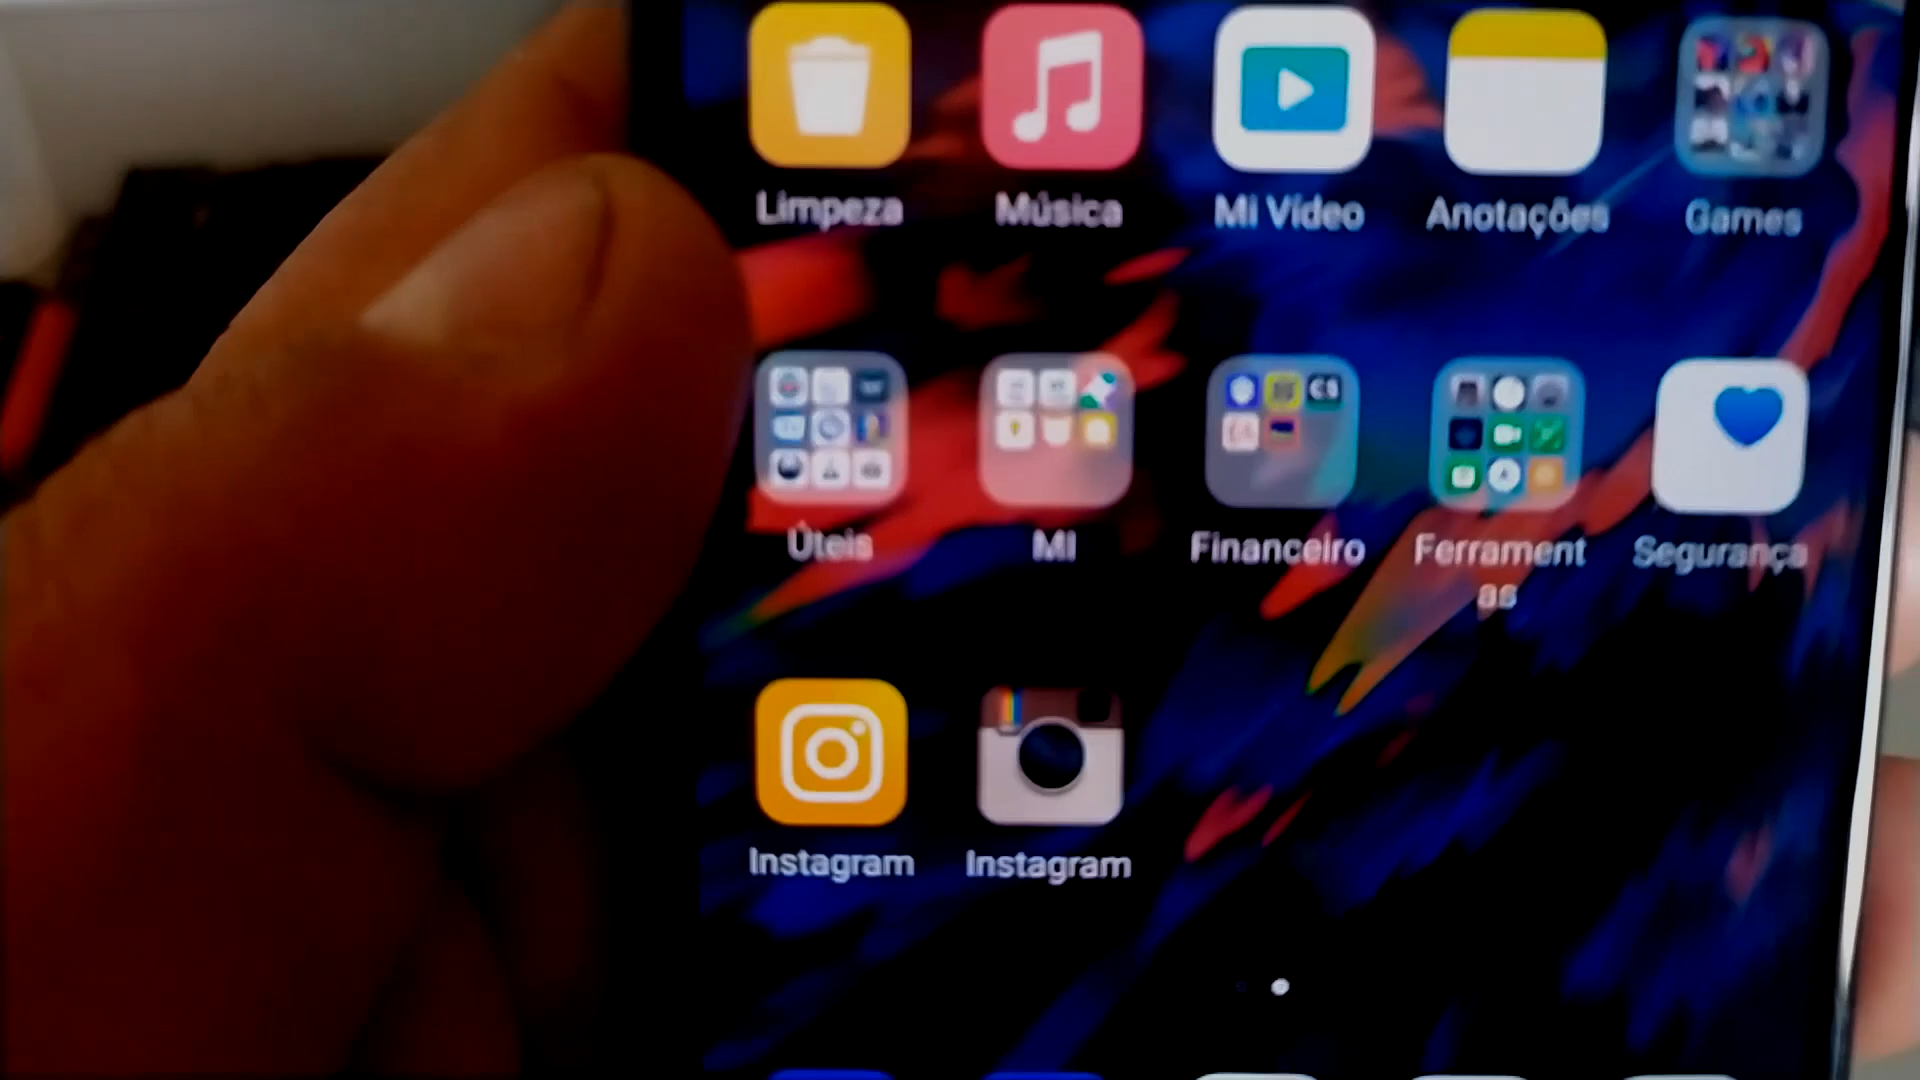 Limpeza
Música
Mi Vídeo
Anotações
Games
Úteis
MI
Financeiro
Ferrament
as
Segurança
Instagram
Instagram